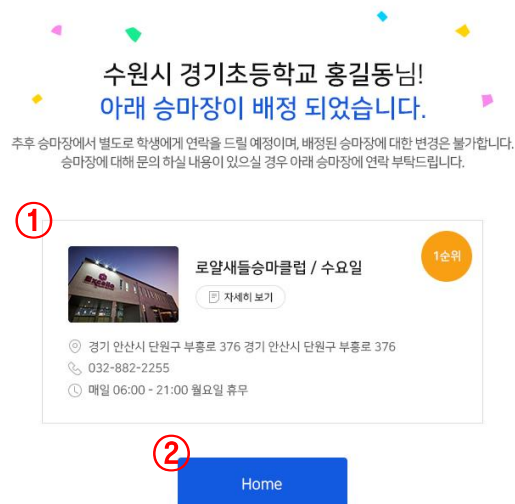 수원시 경기초등학교 홍길동님!
아래 승마장이 배정 되었습니다.
추후 승마장에서 별도로 학생에게 연락을 드릴 예정이며, 배정된 승마장에 대한 변경은 불가합니다.
승마장에 대해 문의 하실 내용이 있으실 경우 아래 승마장에 연락 부탁드립니다.
①
1순위
로얄새들승마클럽 / 수요일
자세히 보기
경기 안산시 단원구 부흥로 376 경기 안산시 단원구 부흥로 376
032-882-2255
매일 06:00 - 21:00 월요일 휴무
②
Home